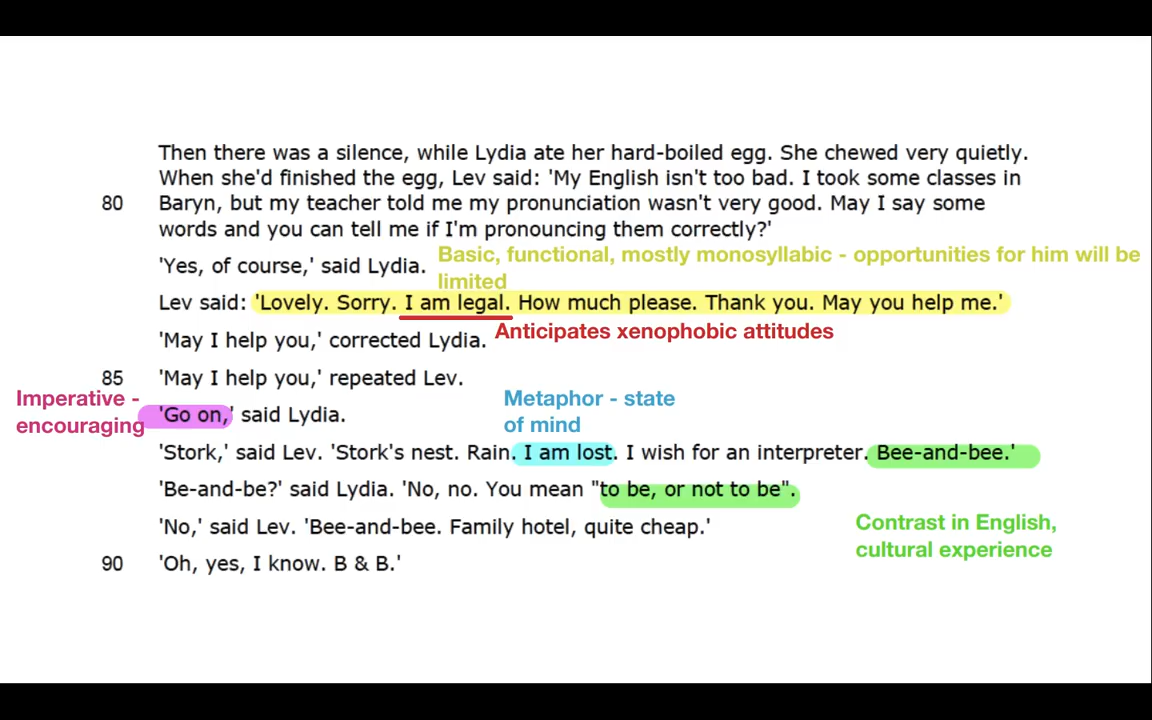 Then there was a silence, while Lydia ate her hard-boiled egg. She chewed very quietly.
When she'd finished the egg, Lev said: 'My English isn't too bad. I took some classes in
80 Baryn, but my teacher told me my pronunciation wasn't very good. May I say some
words and you can tell me if I'm pronouncing them correctly?'
Basic, functional, mostly monosyllabic - opportunities for him will be
limited
'Yes, of course,' said Lydia.
Lev said: 'Lovely. Sorry. I am legal. How much please. Thank you. May you help me.'
Anticipates xenophobic attitudes
'May I help you,' corrected Lydia.
85 'May I help you,' repeated Lev.
Imperative -
encouraging
Metaphor - state
of mind
'Go on,' said Lydia.
'Stork,' said Lev. 'Stork's nest. Rain. I am lost. I wish for an interpreter. Bee-and-bee.'
'Be-and-be?' said Lydia. 'No, no. You mean "to be, or not to be".
'No,' said Lev. 'Bee-and-bee. Family hotel, quite cheap.'
Contrast in English,
cultural experience
90 'Oh, yes, I know. B & B.'